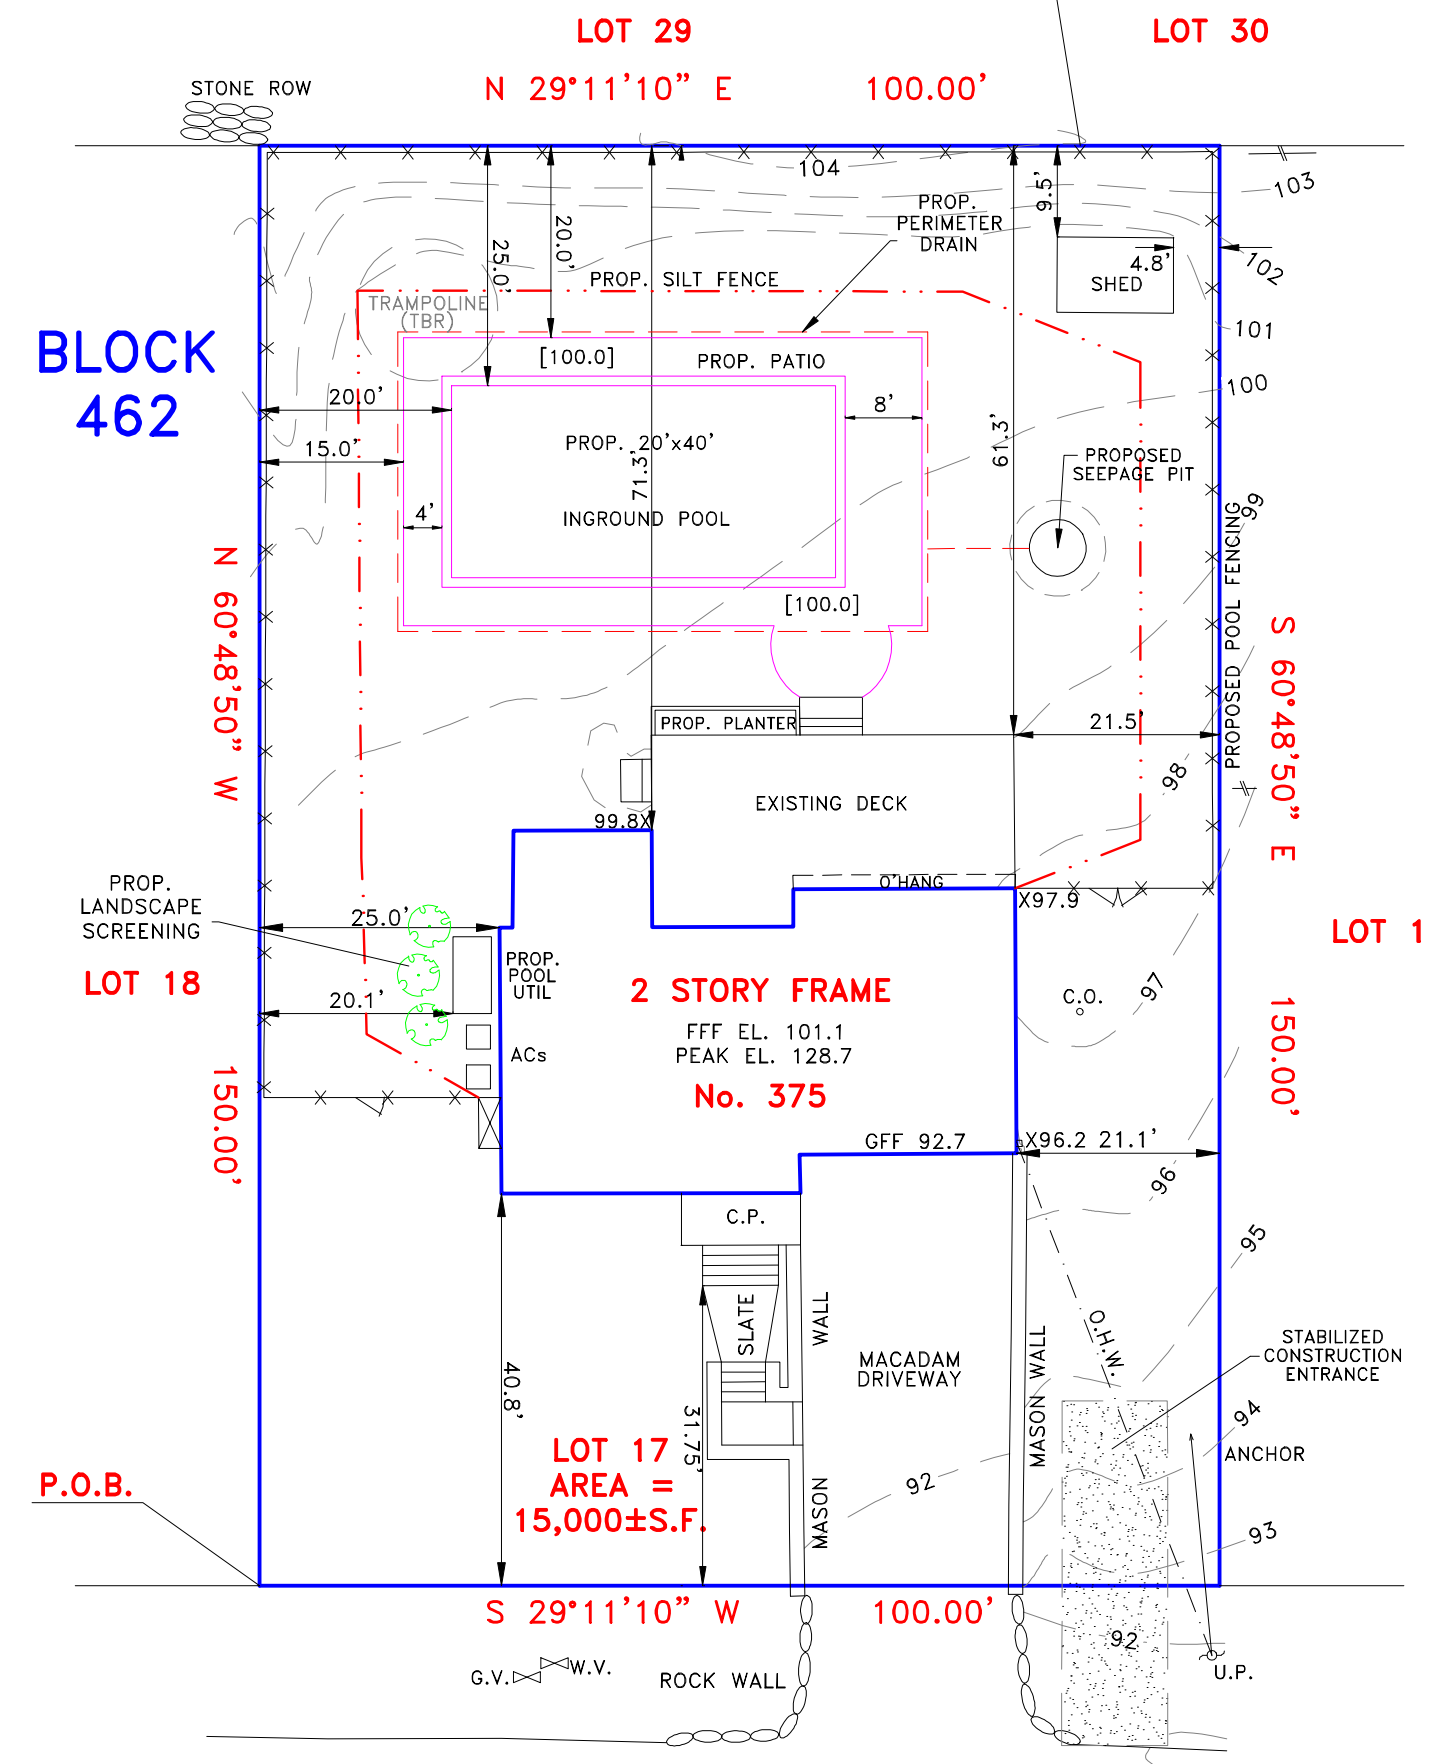 LOT 29
LOT 30
N 29°11'10" E 100.00'
STONE ROW
104
103
9.5'
PROP.
PERIMETER
DRAIN
20.0'
25.0'
4.8'
102
SHED
PROP. SILT FENCE
TRAMPOLINE
(TBR)
101
BLOCK
462
[100.0]
PROP. PATIO
100
20.0'
8'
PROP. 20'x40'
15.0'
71.3'
61.3'
PROPOSED
SEEPAGE PIT
4'
INGROUND POOL
99
PROPOSED POOL FENCING
[100.0]
N 60°48'50" W
150.00'
S 60°48'50" E
150.00'
PROP. PLANTER
21.5'
98
EXISTING DECK
99.8X
O'HANG
X97.9
PROP.
LANDSCAPE
SCREENING
25.0'
LOT 1
LOT 18
PROP.
POOL
UTIL
2 STORY FRAME
97
C.O.
20.1'
FFF EL. 101.1
PEAK EL. 128.7
ACs
No. 375
GFF 92.7
X96.2 21.1'
96
C.P.
95
SLATE
WALL
MASON
MASON WALL
O.H.W.
STABILIZED
CONSTRUCTION
ENTRANCE
MACADAM
DRIVEWAY
40.8'
31.75'
94
ANCHOR
LOT 17
AREA =
15,000±S.F.
92
P.O.B.
93
S 29°11'10" W 100.00'
92
G.V.
W.V.
ROCK WALL
U.P.